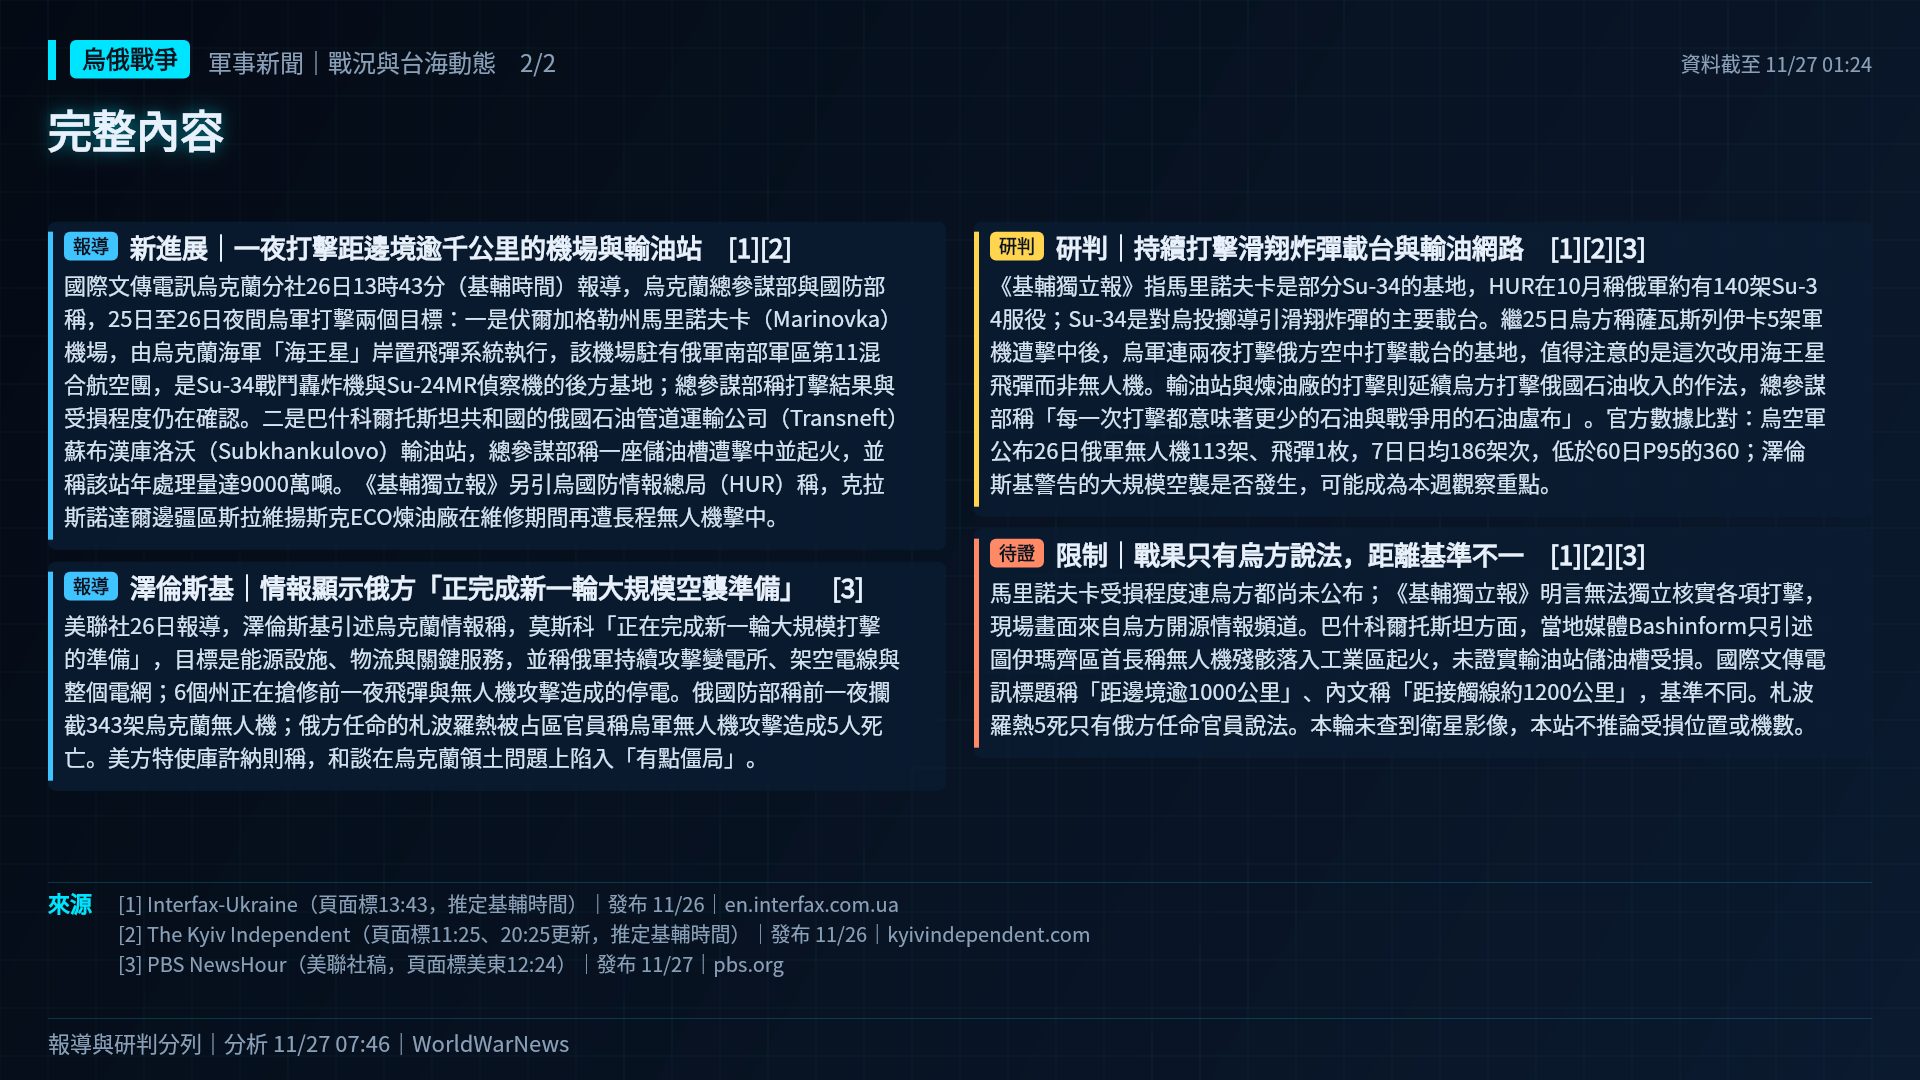 烏俄戰爭 軍事新聞｜戰況與台海動態 2/2
資料截至 11/27 01:24
完整內容
報導 新進展｜一夜打擊距邊境逾千公里的機場與輸油站 [1][2]
國際文傳電訊烏克蘭分社26日13時43分（基輔時間）報導，烏克蘭總參謀部與國防部
稱，25日至26日夜間烏軍打擊兩個目標：一是伏爾加格勒州馬里諾夫卡（Marinovka）
機場，由烏克蘭海軍「海王星」岸置飛彈系統執行，該機場駐有俄軍南部軍區第11混
合航空團，是Su-34戰鬥轟炸機與Su-24MR偵察機的後方基地；總參謀部稱打擊結果與
受損程度仍在確認。二是巴什科爾托斯坦共和國的俄國石油管道運輸公司（Transneft）
蘇布漢庫洛沃（Subkhankulovo）輸油站，總參謀部稱一座儲油槽遭擊中並起火，並
稱該站年處理量達9000萬噸。《基輔獨立報》另引烏國防情報總局（HUR）稱，克拉
斯諾達爾邊疆區斯拉維揚斯克ECO煉油廠在維修期間再遭長程無人機擊中。
報導 澤倫斯基｜情報顯示俄方「正完成新一輪大規模空襲準備」 [3]
美聯社26日報導，澤倫斯基引述烏克蘭情報稱，莫斯科「正在完成新一輪大規模打擊
的準備」，目標是能源設施、物流與關鍵服務，並稱俄軍持續攻擊變電所、架空電線與
整個電網；6個州正在搶修前一夜飛彈與無人機攻擊造成的停電。俄國防部稱前一夜攔
截343架烏克蘭無人機；俄方任命的札波羅熱被占區官員稱烏軍無人機攻擊造成5人死
亡。美方特使庫許納則稱，和談在烏克蘭領土問題上陷入「有點僵局」。
研判 研判｜持續打擊滑翔炸彈載台與輸油網路 [1][2][3]
《基輔獨立報》指馬里諾夫卡是部分Su-34的基地，HUR在10月稱俄軍約有140架Su-3
4服役；Su-34是對烏投擲導引滑翔炸彈的主要載台。繼25日烏方稱薩瓦斯列伊卡5架軍
機遭擊中後，烏軍連兩夜打擊俄方空中打擊載台的基地，值得注意的是這次改用海王星
飛彈而非無人機。輸油站與煉油廠的打擊則延續烏方打擊俄國石油收入的作法，總參謀
部稱「每一次打擊都意味著更少的石油與戰爭用的石油盧布」。官方數據比對：烏空軍
公布26日俄軍無人機113架、飛彈1枚，7日日均186架次，低於60日P95的360；澤倫
斯基警告的大規模空襲是否發生，可能成為本週觀察重點。
待證 限制｜戰果只有烏方說法，距離基準不一 [1][2][3]
馬里諾夫卡受損程度連烏方都尚未公布；《基輔獨立報》明言無法獨立核實各項打擊，
現場畫面來自烏方開源情報頻道。巴什科爾托斯坦方面，當地媒體Bashinform只引述
圖伊瑪齊區首長稱無人機殘骸落入工業區起火，未證實輸油站儲油槽受損。國際文傳電
訊標題稱「距邊境逾1000公里」、內文稱「距接觸線約1200公里」，基準不同。札波
羅熱5死只有俄方任命官員說法。本輪未查到衛星影像，本站不推論受損位置或機數。
來源 [1] Interfax-Ukraine（頁面標13:43，推定基輔時間）｜發布 11/26｜en.interfax.com.ua
[2] The Kyiv Independent（頁面標11:25、20:25更新，推定基輔時間）｜發布 11/26｜kyivindependent.com
[3] PBS NewsHour（美聯社稿，頁面標美東12:24）｜發布 11/27｜pbs.org
報導與研判分列｜分析 11/27 07:46｜WorldWarNews